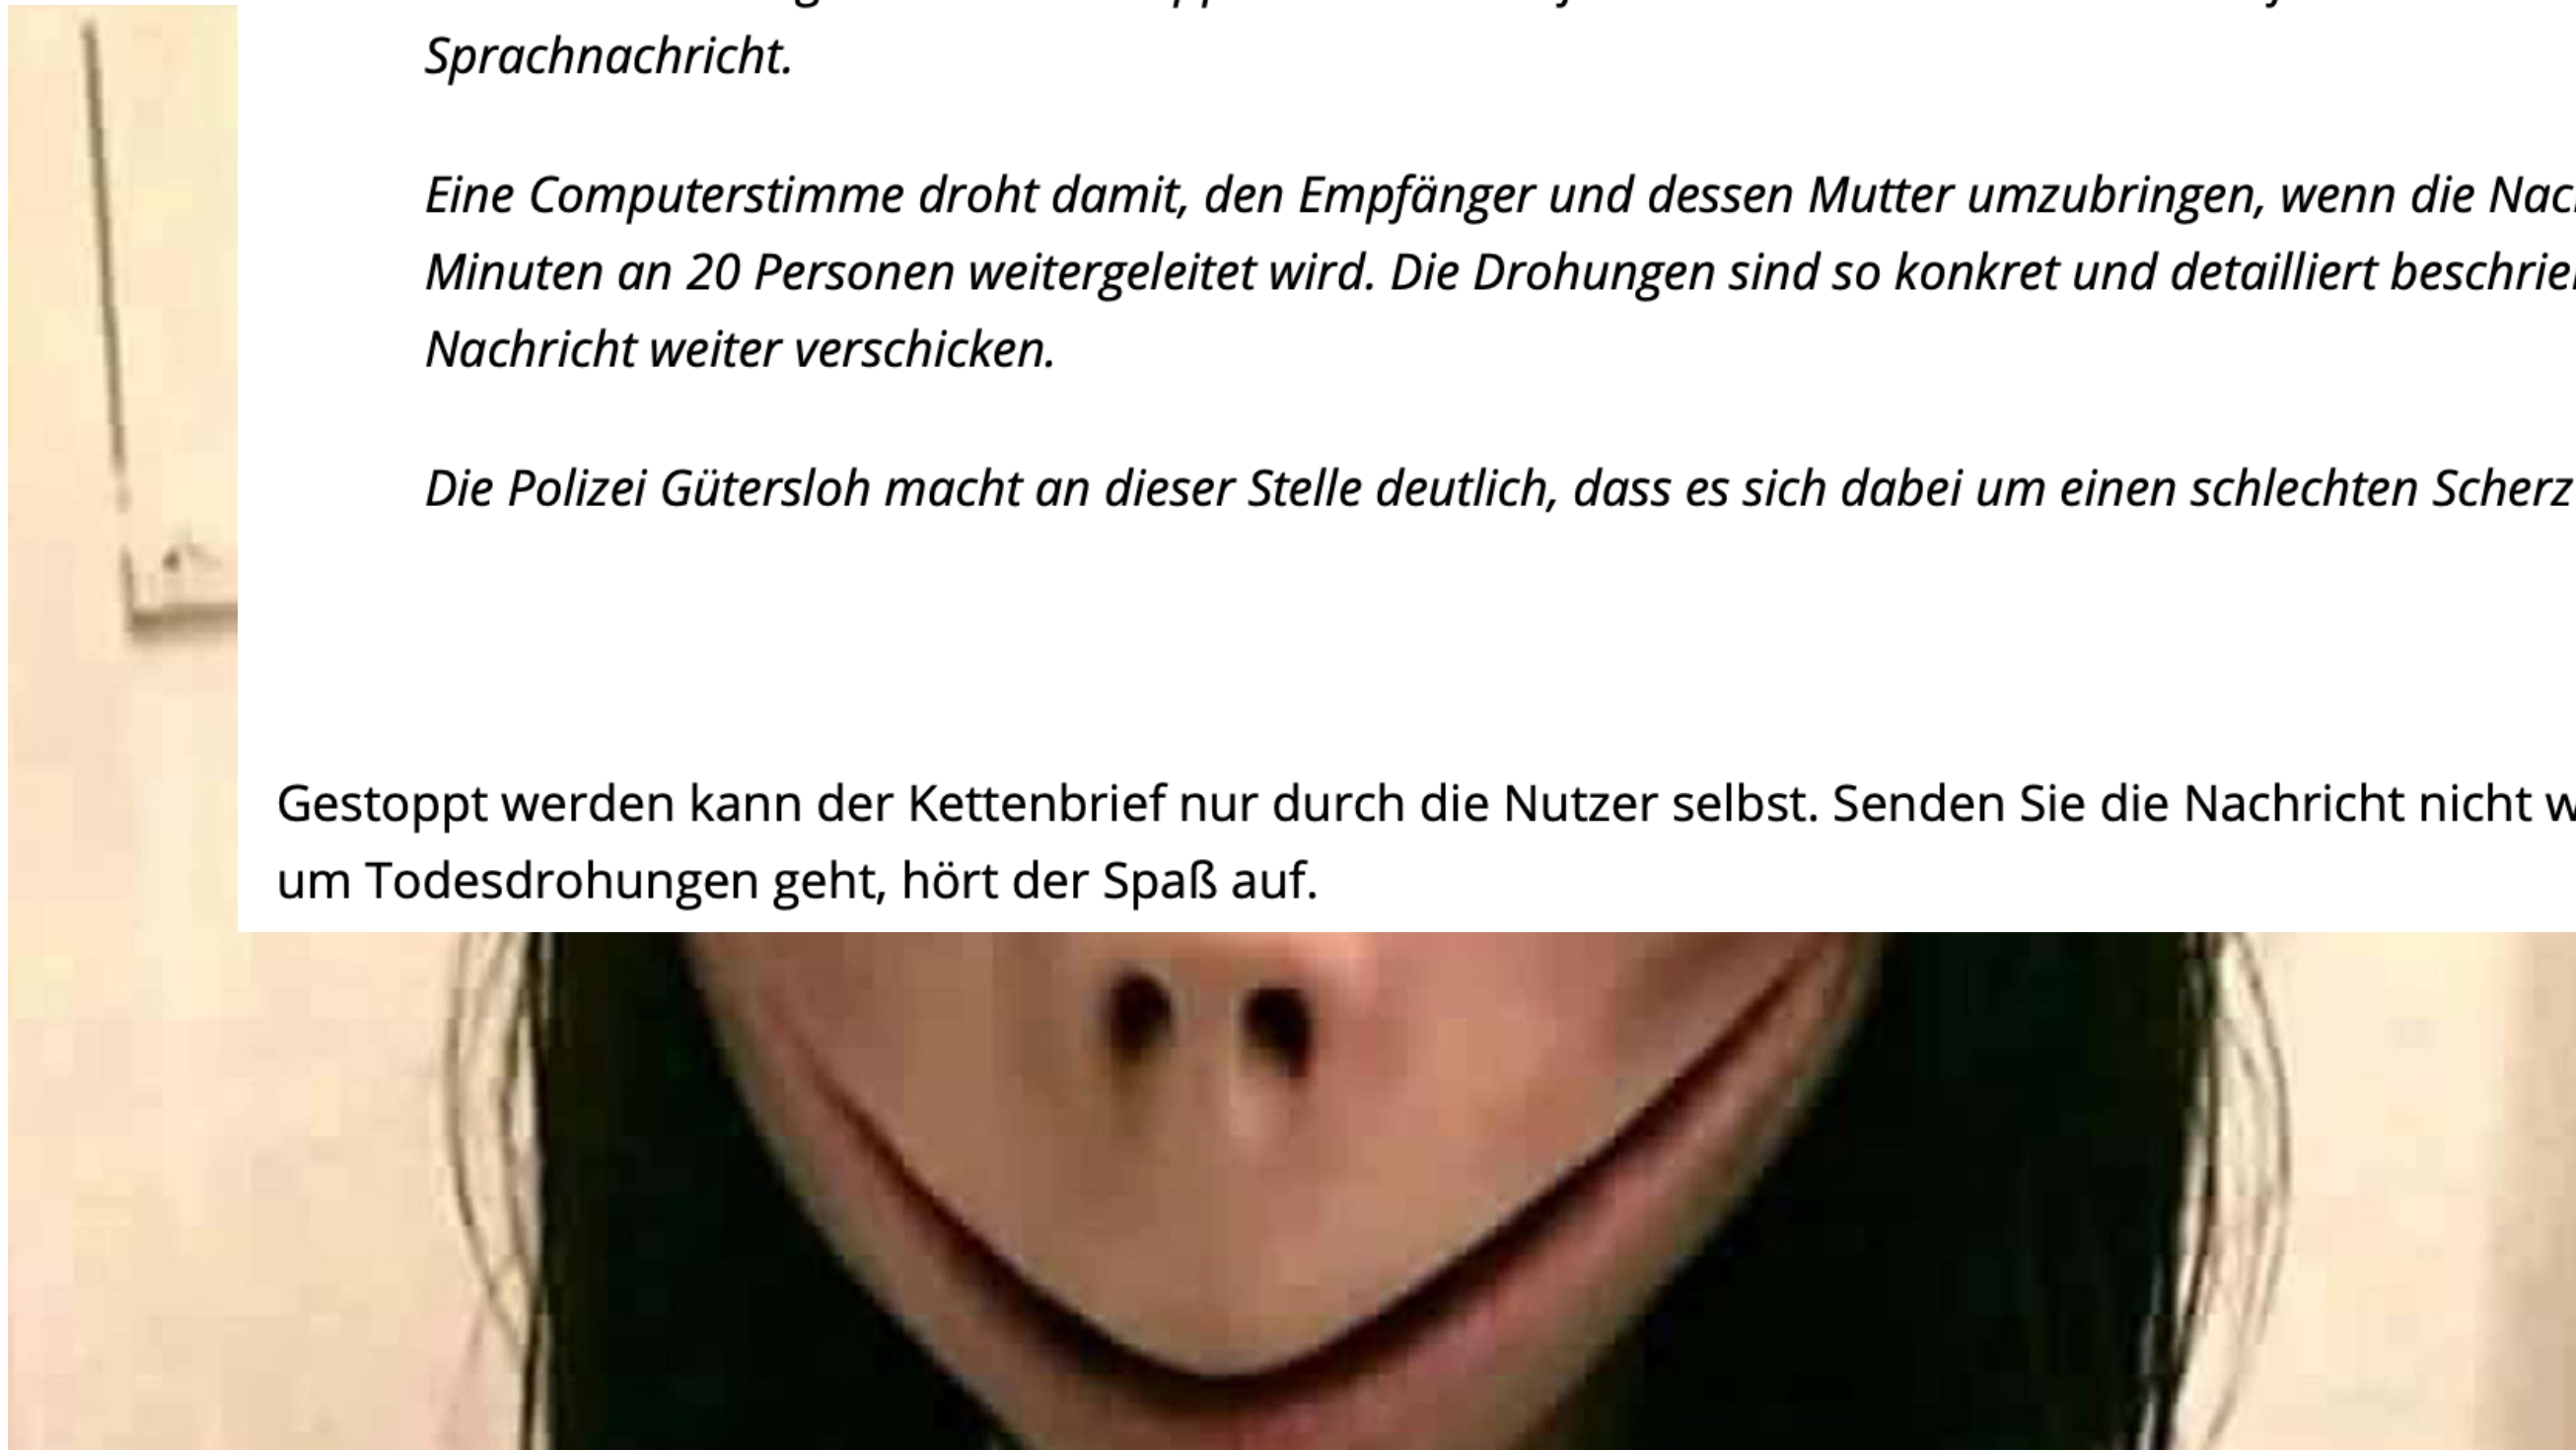 Sprachnachricht.
Eine Computerstimme droht damit, den Empfänger und dessen Mutter umzubringen, wenn die
Minuten an 20 Personen weitergeleitet wird. Die Drohungen sind so konkret und detailliert
Nachricht weiter verschicken.
Die Polizei Gütersloh macht an dieser Stelle deutlich, dass es sich dabei um einen schlechten Scherz
Gestoppt werden kann der Kettenbrief nur durch die Nutzer selbst. Senden Sie die Nachricht nicht
um Todesdrohungen geht, hört der Spaß auf.